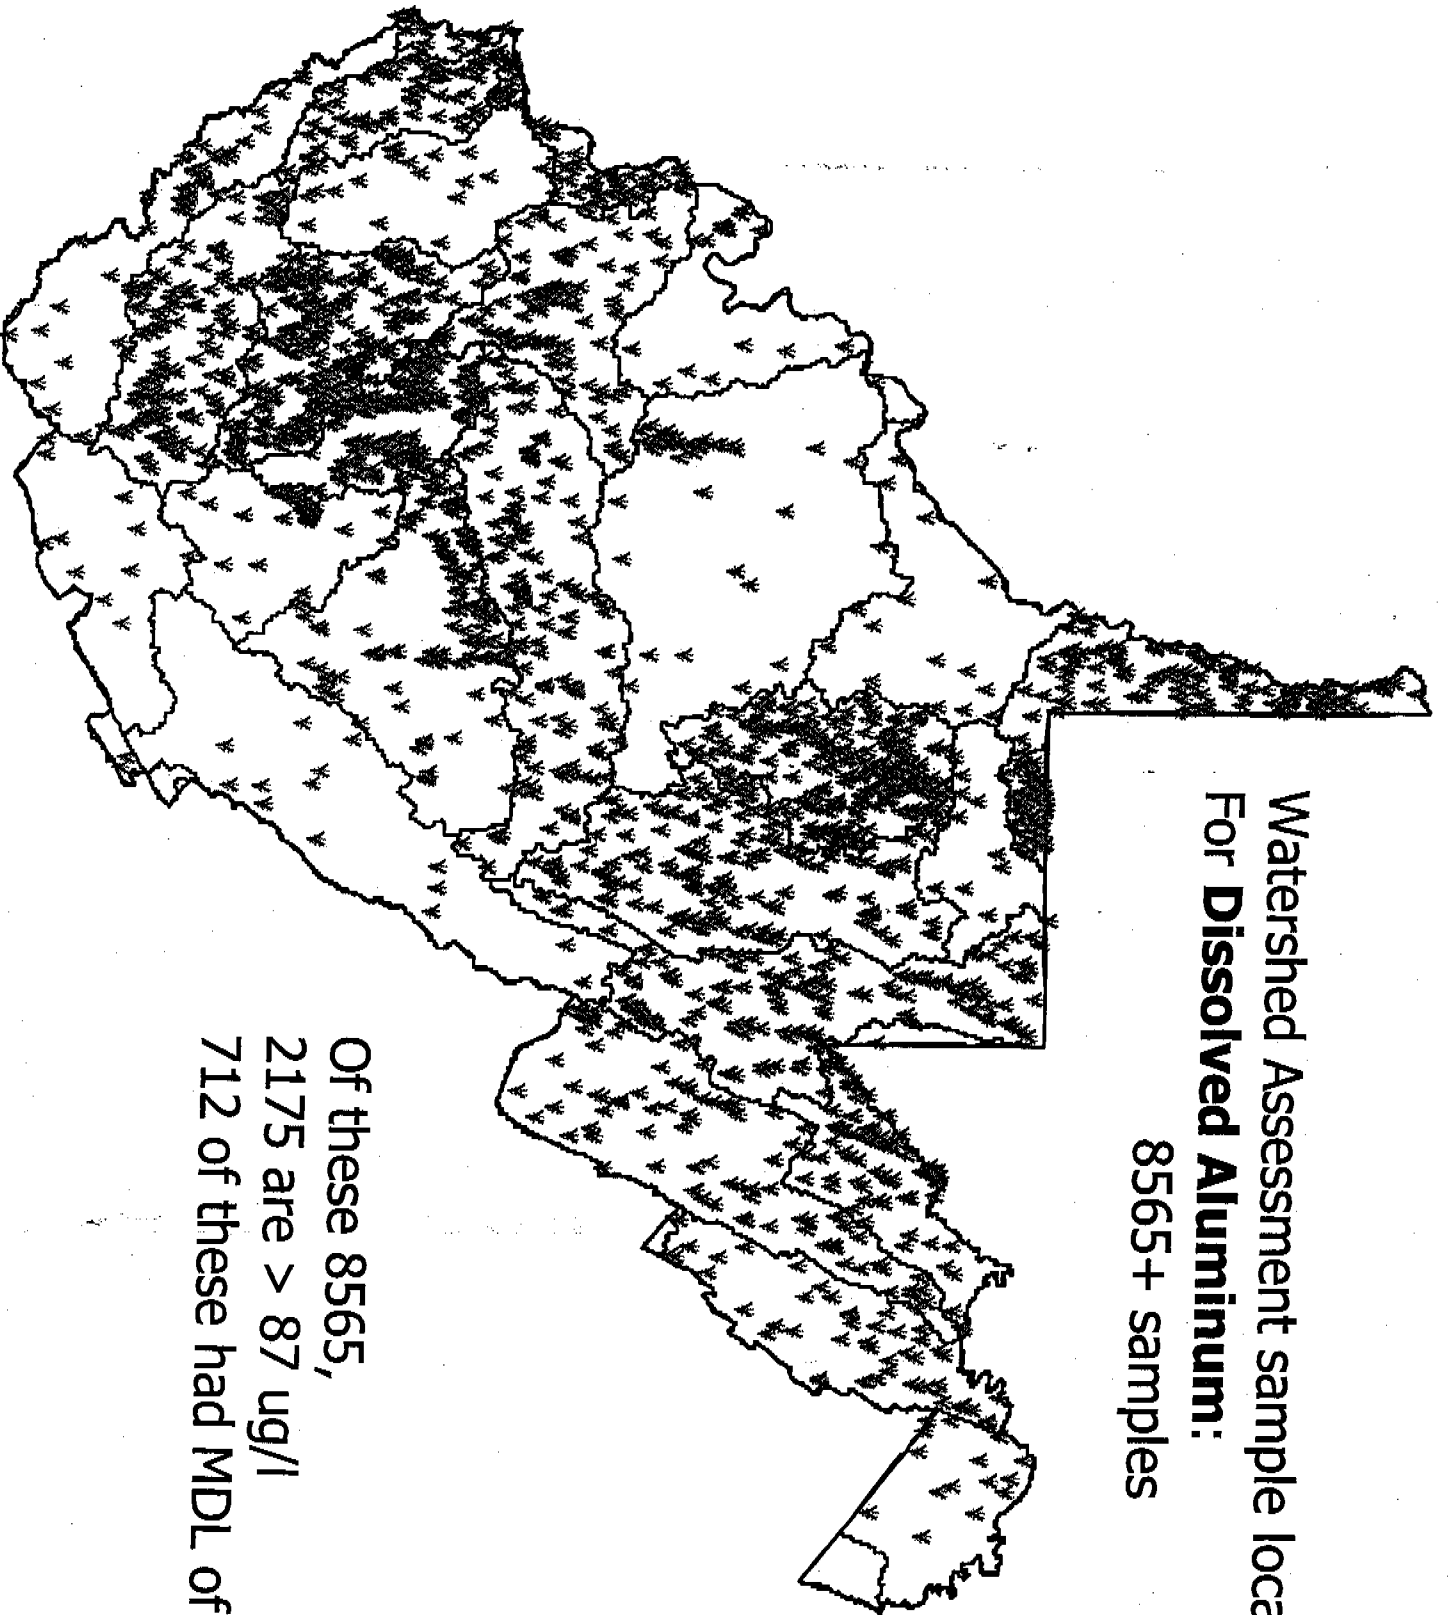 Watershed Assessment sample loca
For Dissolved Aluminum:
8565+ samples
Of these 8565,
2175 are > 87 ug/l
712 of these had MDL of